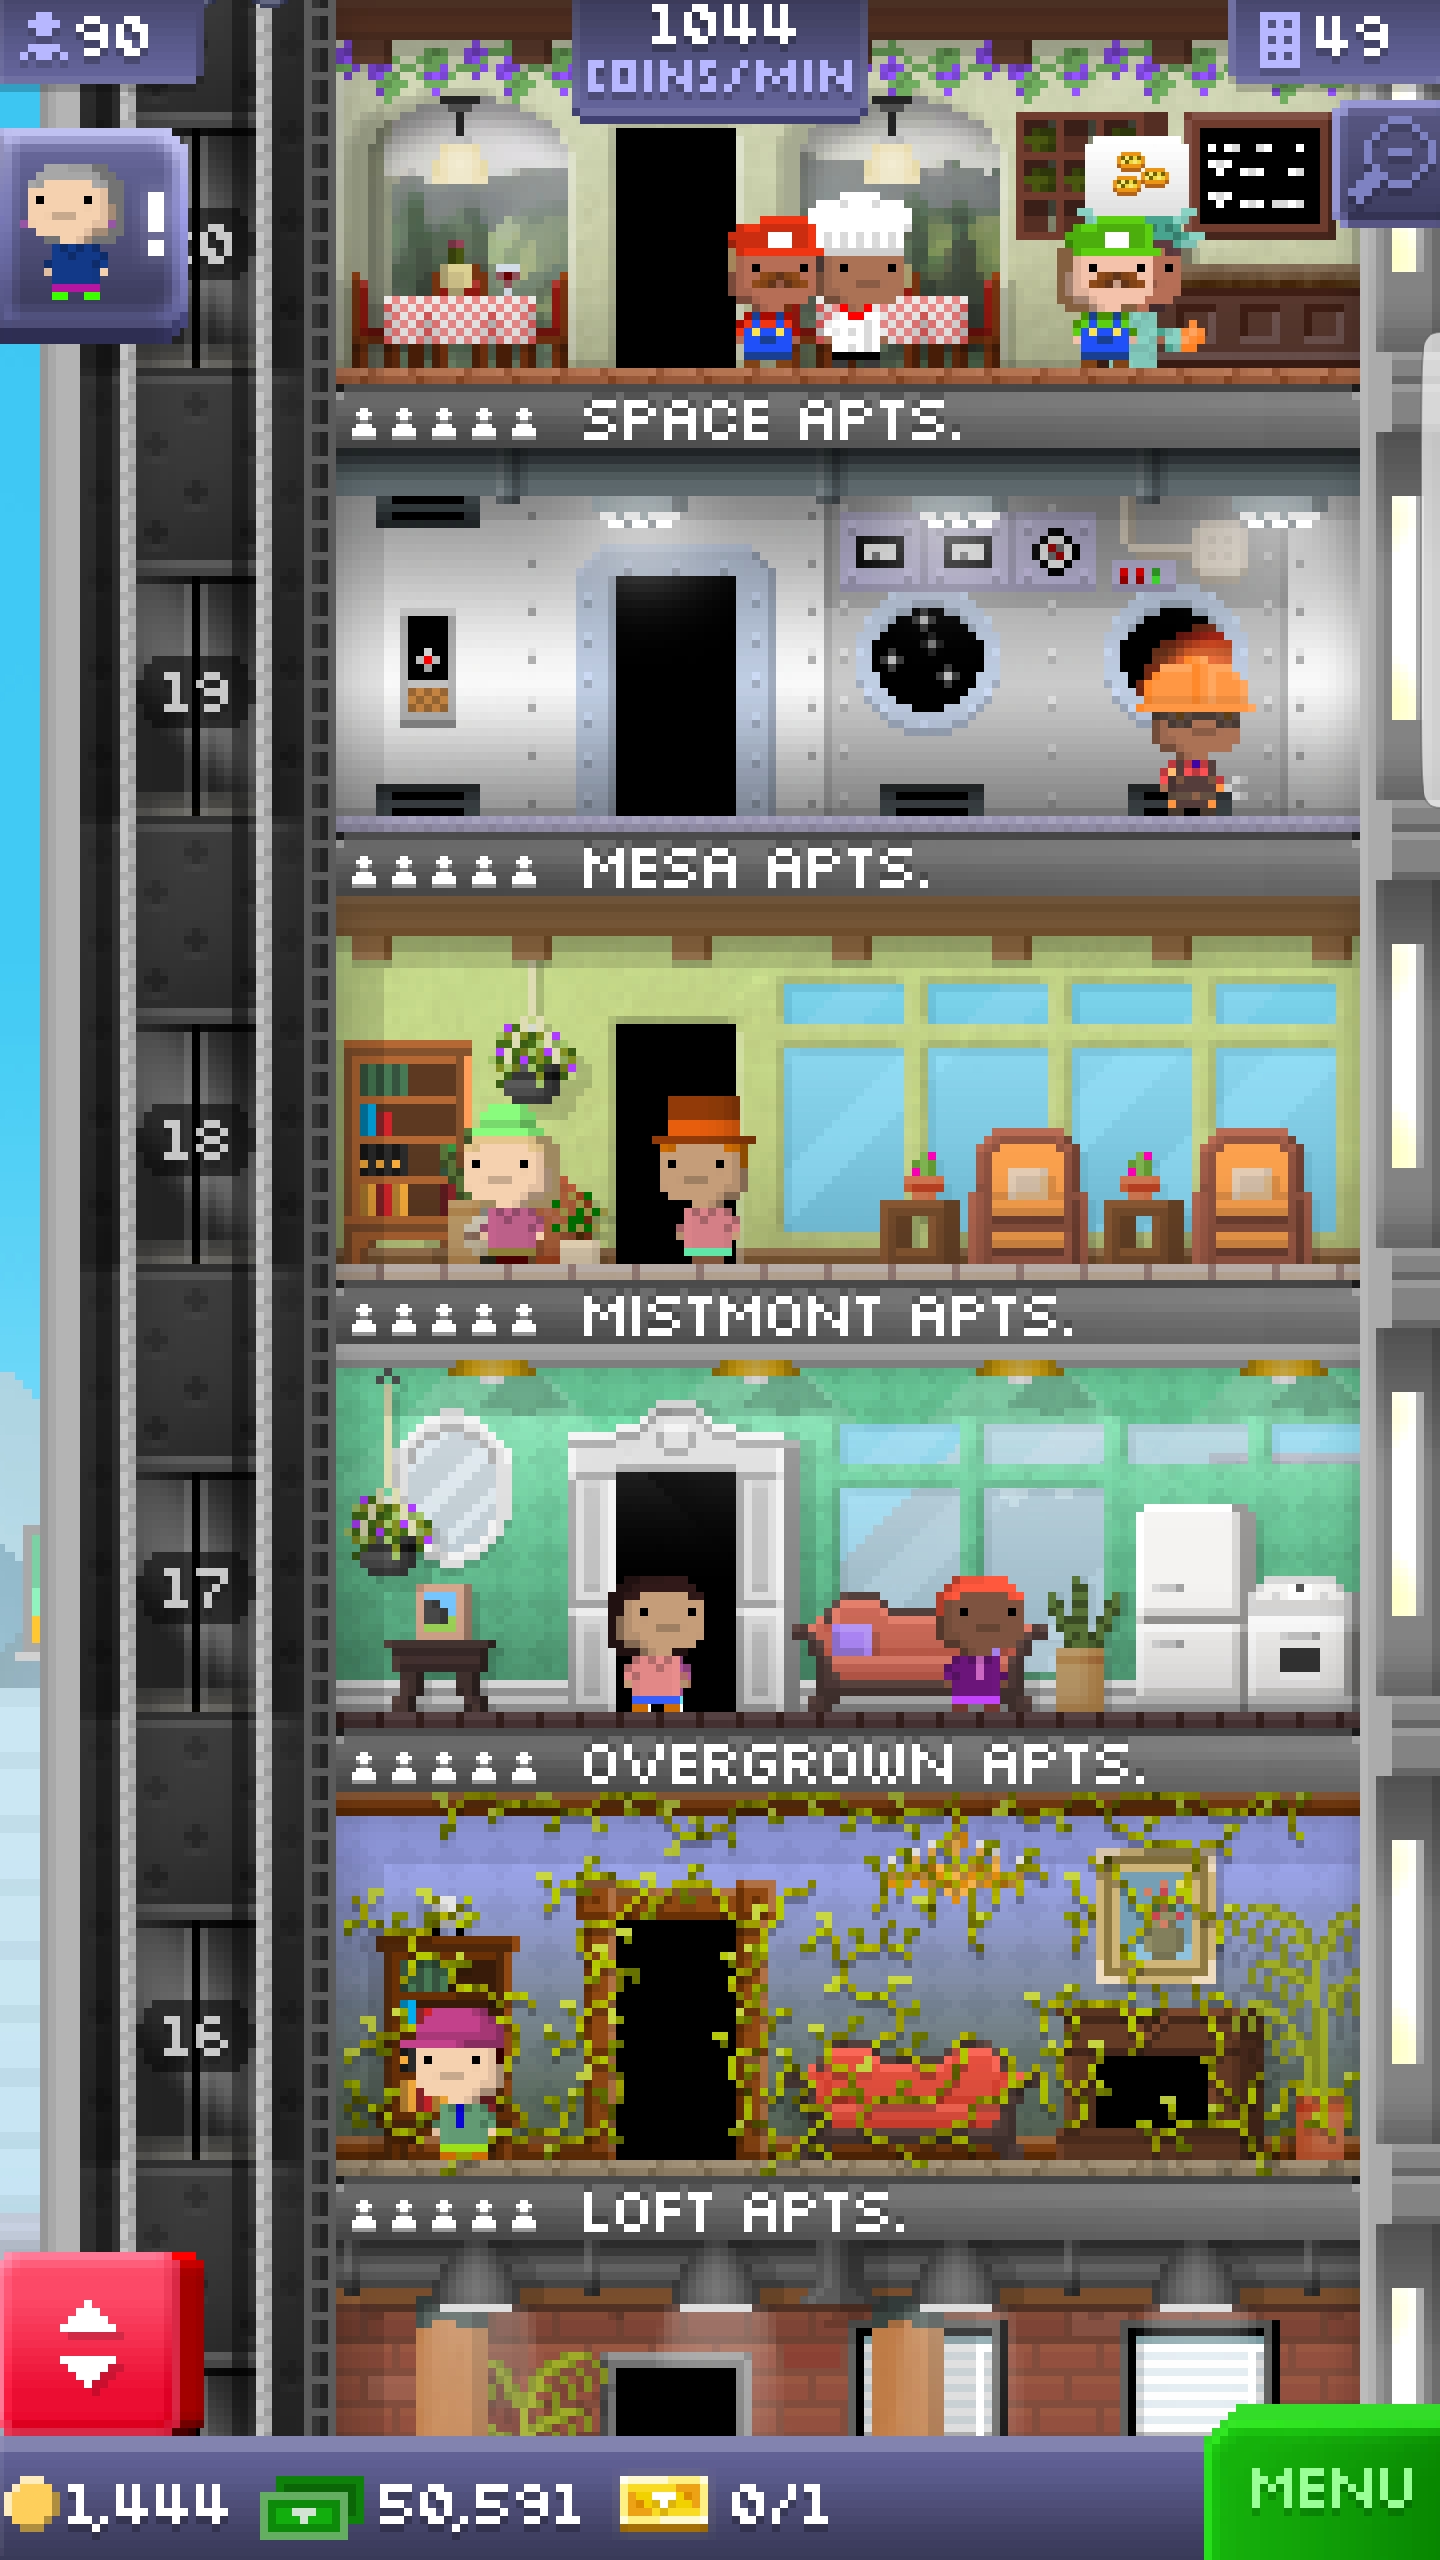 90
1044
COINS/MIN
49
!
20
SPACE APTS.
19
MESA APTS.
18
MISTMONT APTS.
17
OVERGROWN APTS.
16
LOFT APTS.
1,444
50,591
0/1
MENU